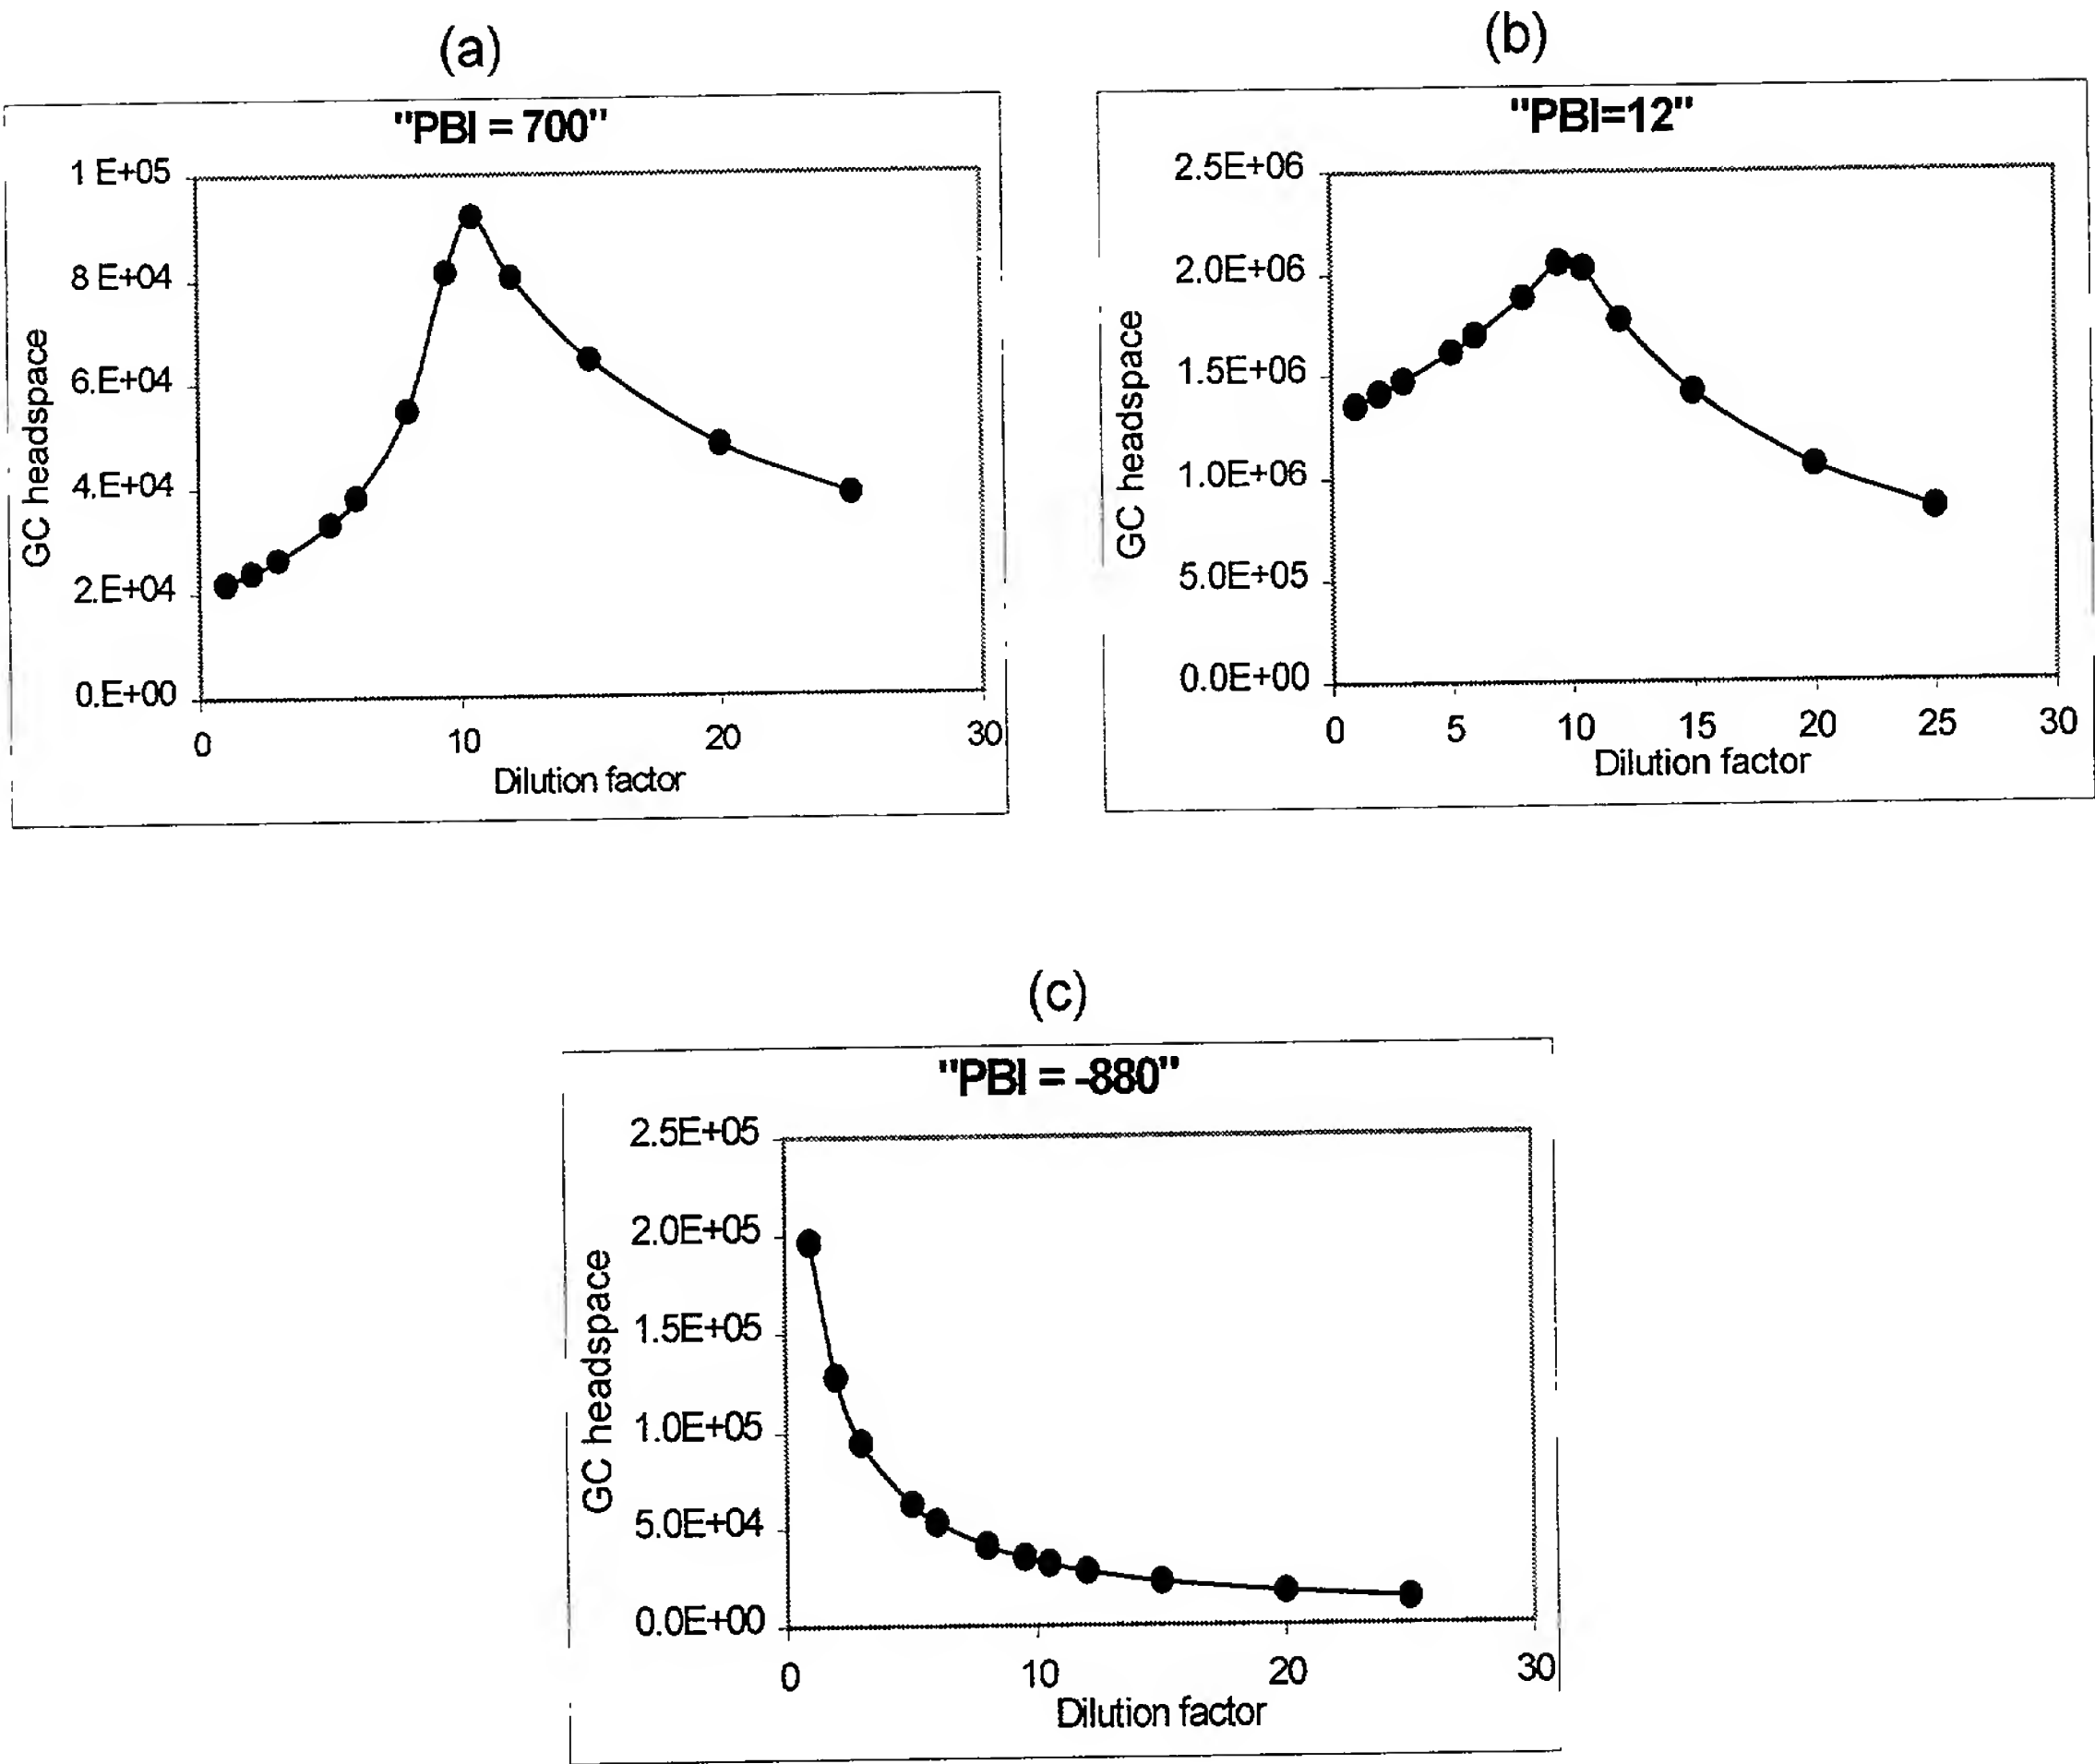 (a)
"PBI = 700"
1 E+05
8 E+04
6.E+04
4.E+04
2.E+04
0.E+00
GC headspace
0 10 20 30
Dilution factor
(b)
"PBI=12"
2.5E+06
2.0E+06
1.5E+06
1.0E+06
5.0E+05
0.0E+00
GC headspace
0 5 10 15 20 25 30
Dilution factor
(c)
"PBI = -880"
2.5E+05
2.0E+05
1.5E+05
1.0E+05
5.0E+04
0.0E+00
GC headspace
0 10 20 30
Dilution factor